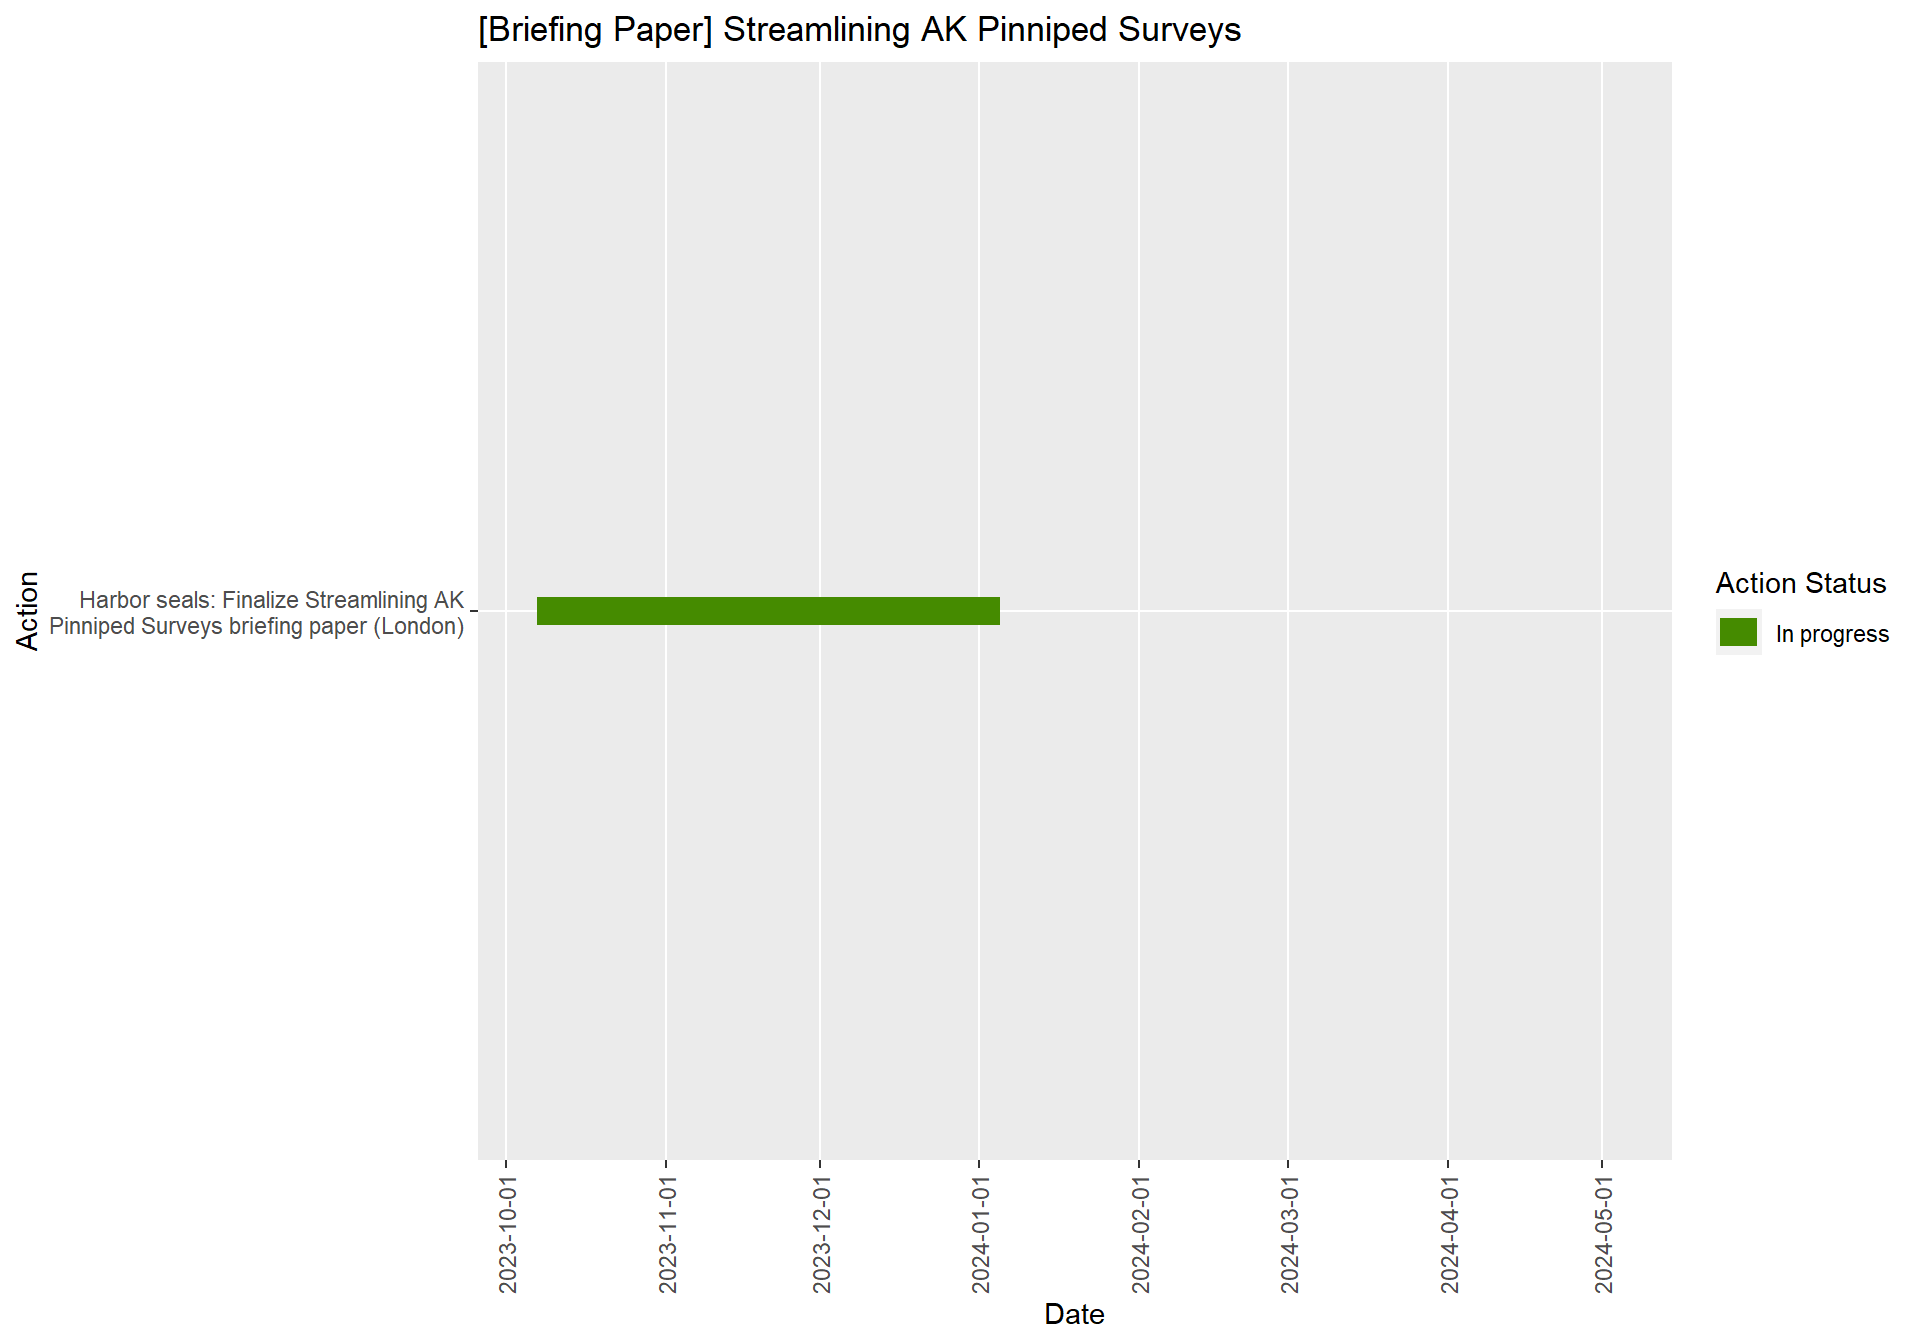 [Briefing Paper] Streamlining AK Pinniped Surveys
Action
Harbor seals: Finalize Streamlining AK
Pinniped Surveys briefing paper (London)
Action Status
In progress
2023-10-01
2023-11-01
2023-12-01
2024-01-01
2024-02-01
2024-03-01
2024-04-01
2024-05-01
Date